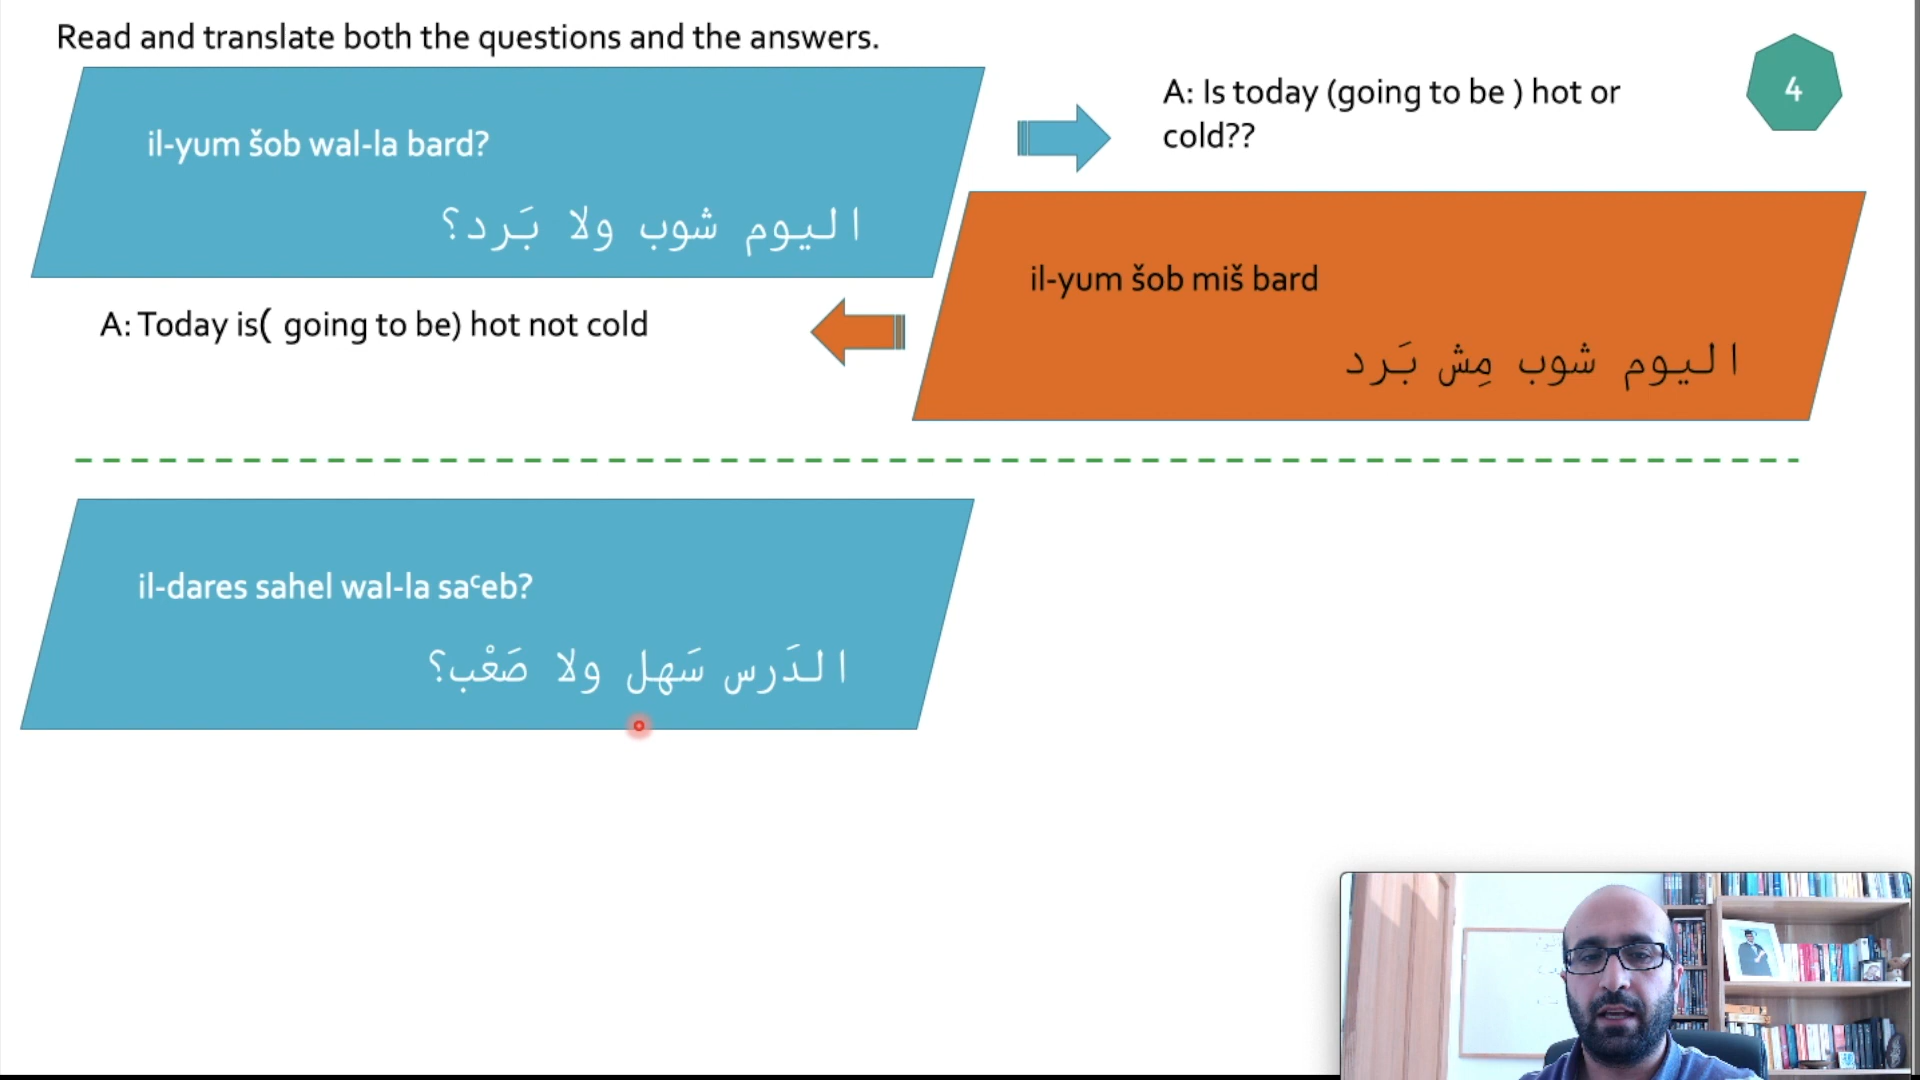 Read and translate both the questions and the answers.
4
il-yum šob wal-la bard?
اليوم شوب ولا بَرد؟
A: Is today (going to be ) hot or
cold??
il-yum šob miš bard
اليوم شوب مِش بَرد
A: Today is( going to be) hot not cold
il-dares sahel wal-la saᶜeb?
الدَرس سَهل ولا صَعْب؟